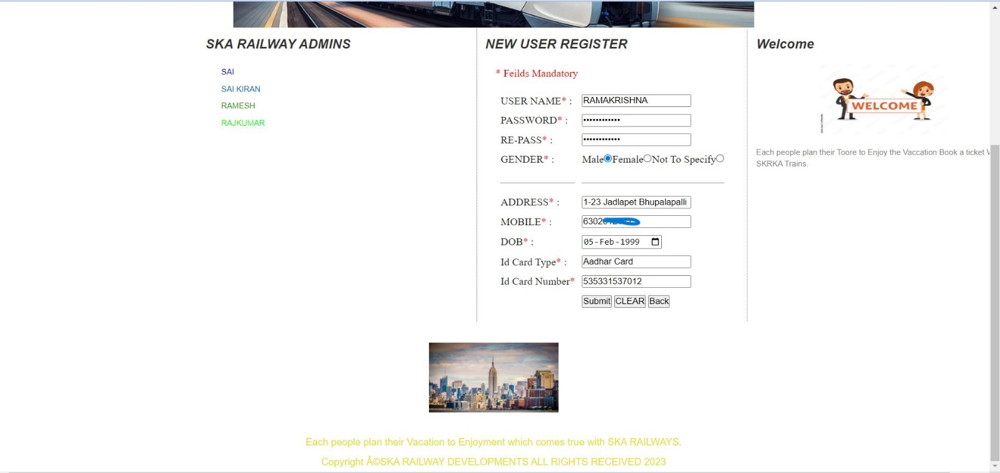 SKA RAILWAY ADMINS
SAI
SAI KIRAN
RAMESH
RAJKUMAR
NEW USER REGISTER
* Feilds Mandatory
USER NAME* : RAMAKRISHNA
PASSWORD* : ••••••••••••
RE-PASS* : ••••••••••••
GENDER* : Male Female Not To Specify
ADDRESS* : 1-23 Jadlapet Bhupalapalli
MOBILE* : 6302
DOB* : 05-Feb-1999
Id Card Type* : Aadhar Card
Id Card Number* 535331537012
Submit CLEAR Back
Welcome
WELCOME
Each people plan their Toore to Enjoy the Vaccation Book a ticket
SKRKA Trains.
Each people plan their Vacation to Enjoyment which comes true with SKA RAILWAYS.
Copyright Â©SKA RAILWAY DEVELOPMENTS ALL RIGHTS RECEIVED 2023